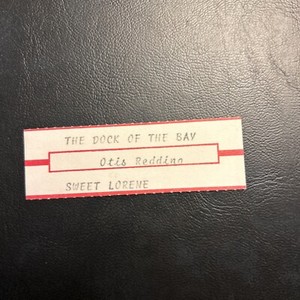 THE DOCK OF THE BAY
Otis Redding
SWEET LORENE